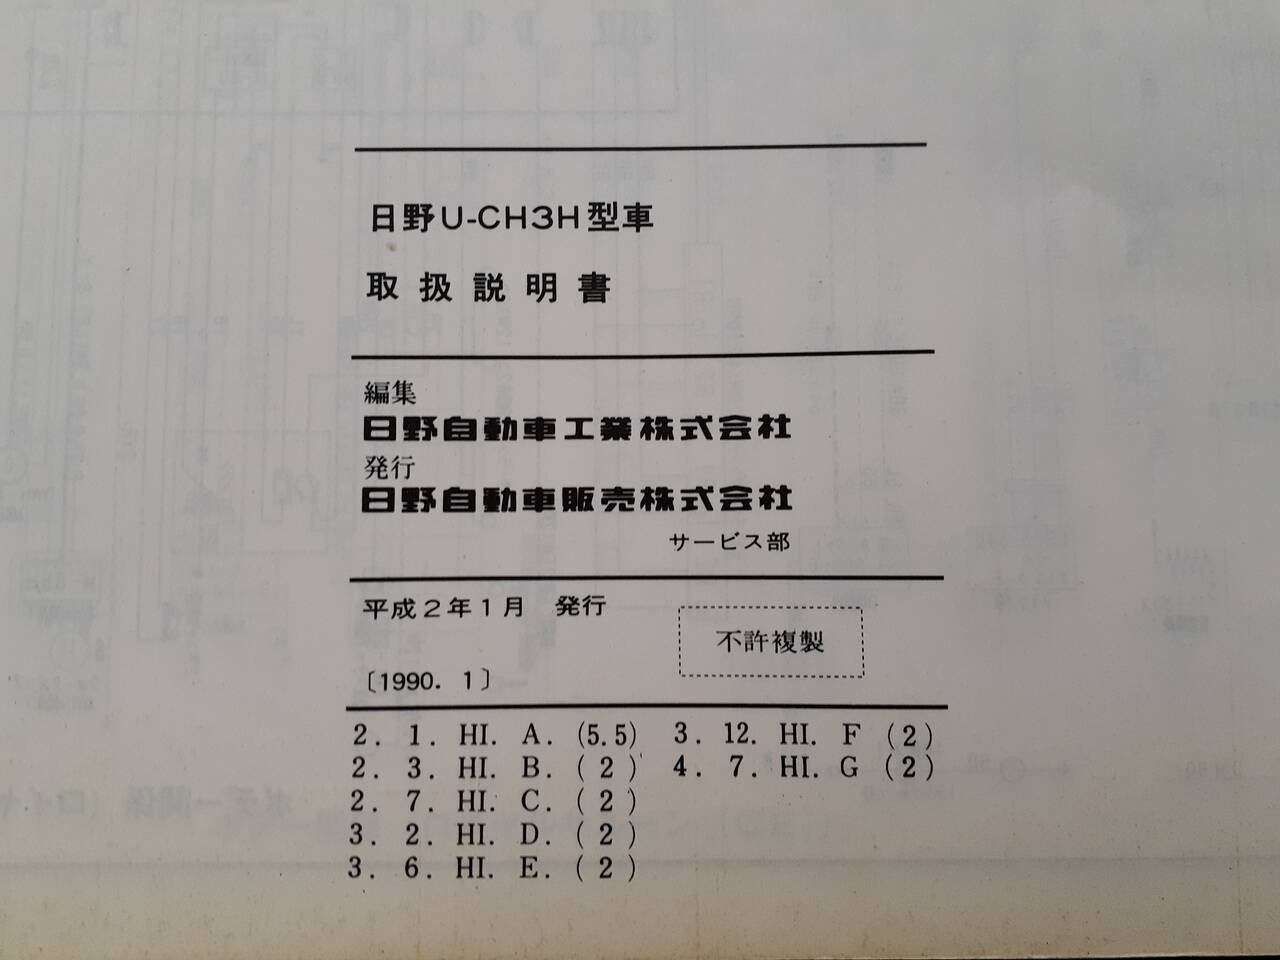 日野U-CH3H型車
取扱説明書
編集
日野自動車工業株式会社
発行
日野自動車販売株式会社
サービス部
平成2年1月 発行
不許複製
〔1990. 1〕
2. 1. HI. A. (5.5) 3. 12. HI. F (2)
2. 3. HI. B. (2) 4. 7. HI. G (2)
2. 7. HI. C. (2)
3. 2. HI. D. (2)
3. 6. HI. E. (2)